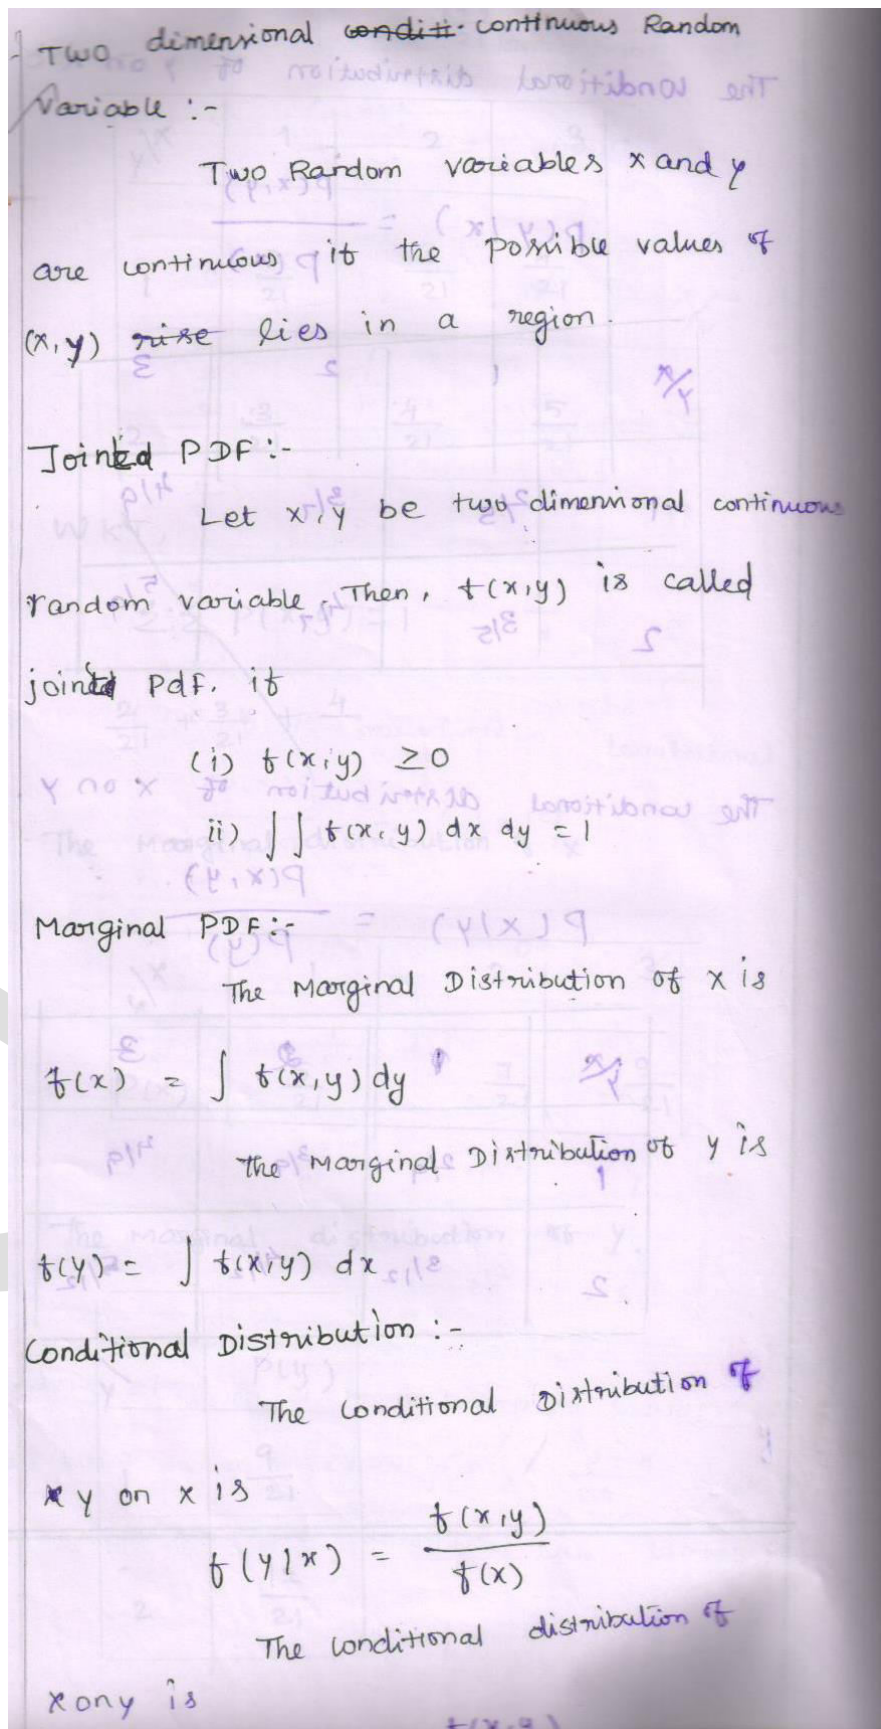 Two dimensional conditi. continuous Random
Variable :-
Two Random variables x and y
are continuous if the possible values of
(x,y) rise lies in a region.
Jointd PDF :-
Let x,y be two dimensional continuous
random variable. Then, f(x,y) is called
joint pdf. if
(i) f(x,y) ≥0
ii) ∫ ∫ f(x,y) dx dy = 1
Marginal PDF :-
The Marginal Distribution of x is
f(x) = ∫ f(x,y) dy
The Marginal Distribution of y is
f(y) = ∫ f(x,y) dx
Conditional Distribution :-
The conditional Distribution of
x y on x is
f(y/x) = f(x,y) / f(x)
The conditional distribution of
x on y is